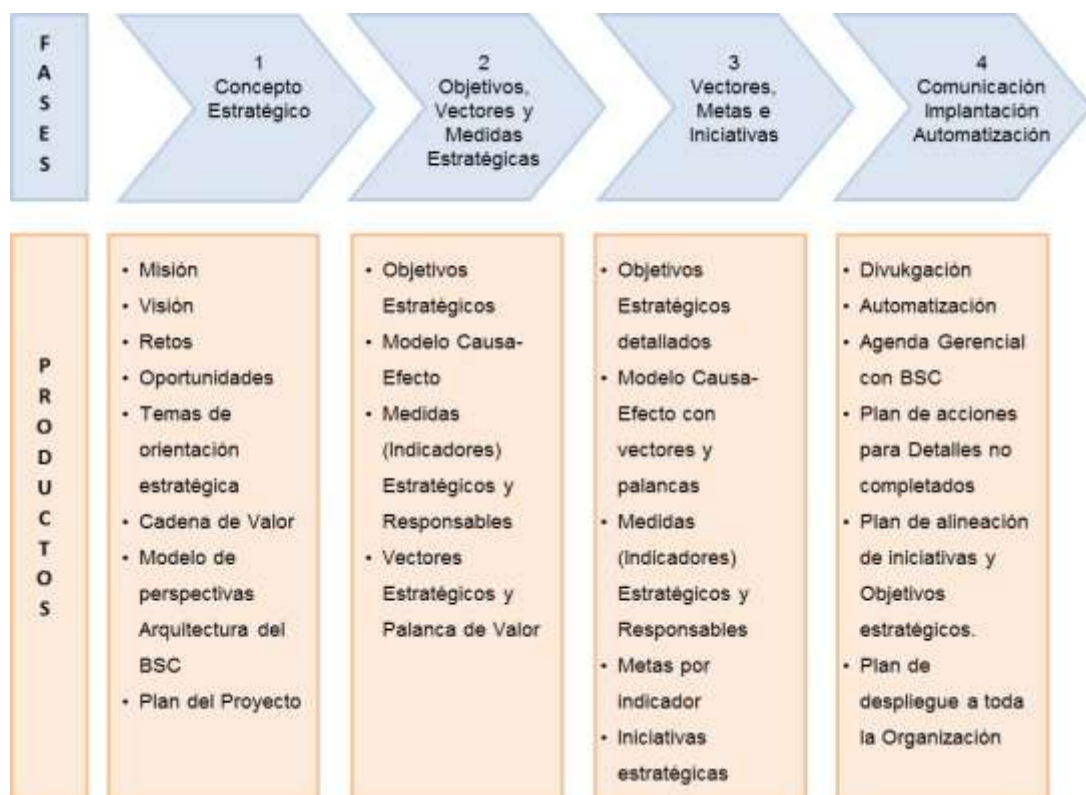 FASES
1
Concepto
Estratégico
2
Objetivos,
Vectores y
Medidas
Estratégicas
3
Vectores,
Metas e
Iniciativas
4
Comunicación
Implantación
Automatización
PRODUCTOS
• Misión
• Visión
• Retos
• Oportunidades
• Temas de
orientación
estratégica
• Cadena de Valor
• Modelo de
perspectivas
Arquitectura del
BSC
• Plan del Proyecto
• Objetivos
Estratégicos
• Modelo Causa-
Efecto
• Medidas
(Indicadores)
Estratégicos y
Responsables
• Vectores
Estratégicos y
Palanca de Valor
• Objetivos
Estratégicos
detallados
• Modelo Causa-
Efecto con
vectores y
palancas
• Medidas
(Indicadores)
Estratégicos y
Responsables
• Metas por
indicador
• Iniciativas
estratégicas
• Divukgación
• Automatización
• Agenda Gerencial
con BSC
• Plan de acciones
para Detalles no
completados
• Plan de alineación
de iniciativas y
Objetivos
estratégicos.
• Plan de
despliegue a toda
la Organización